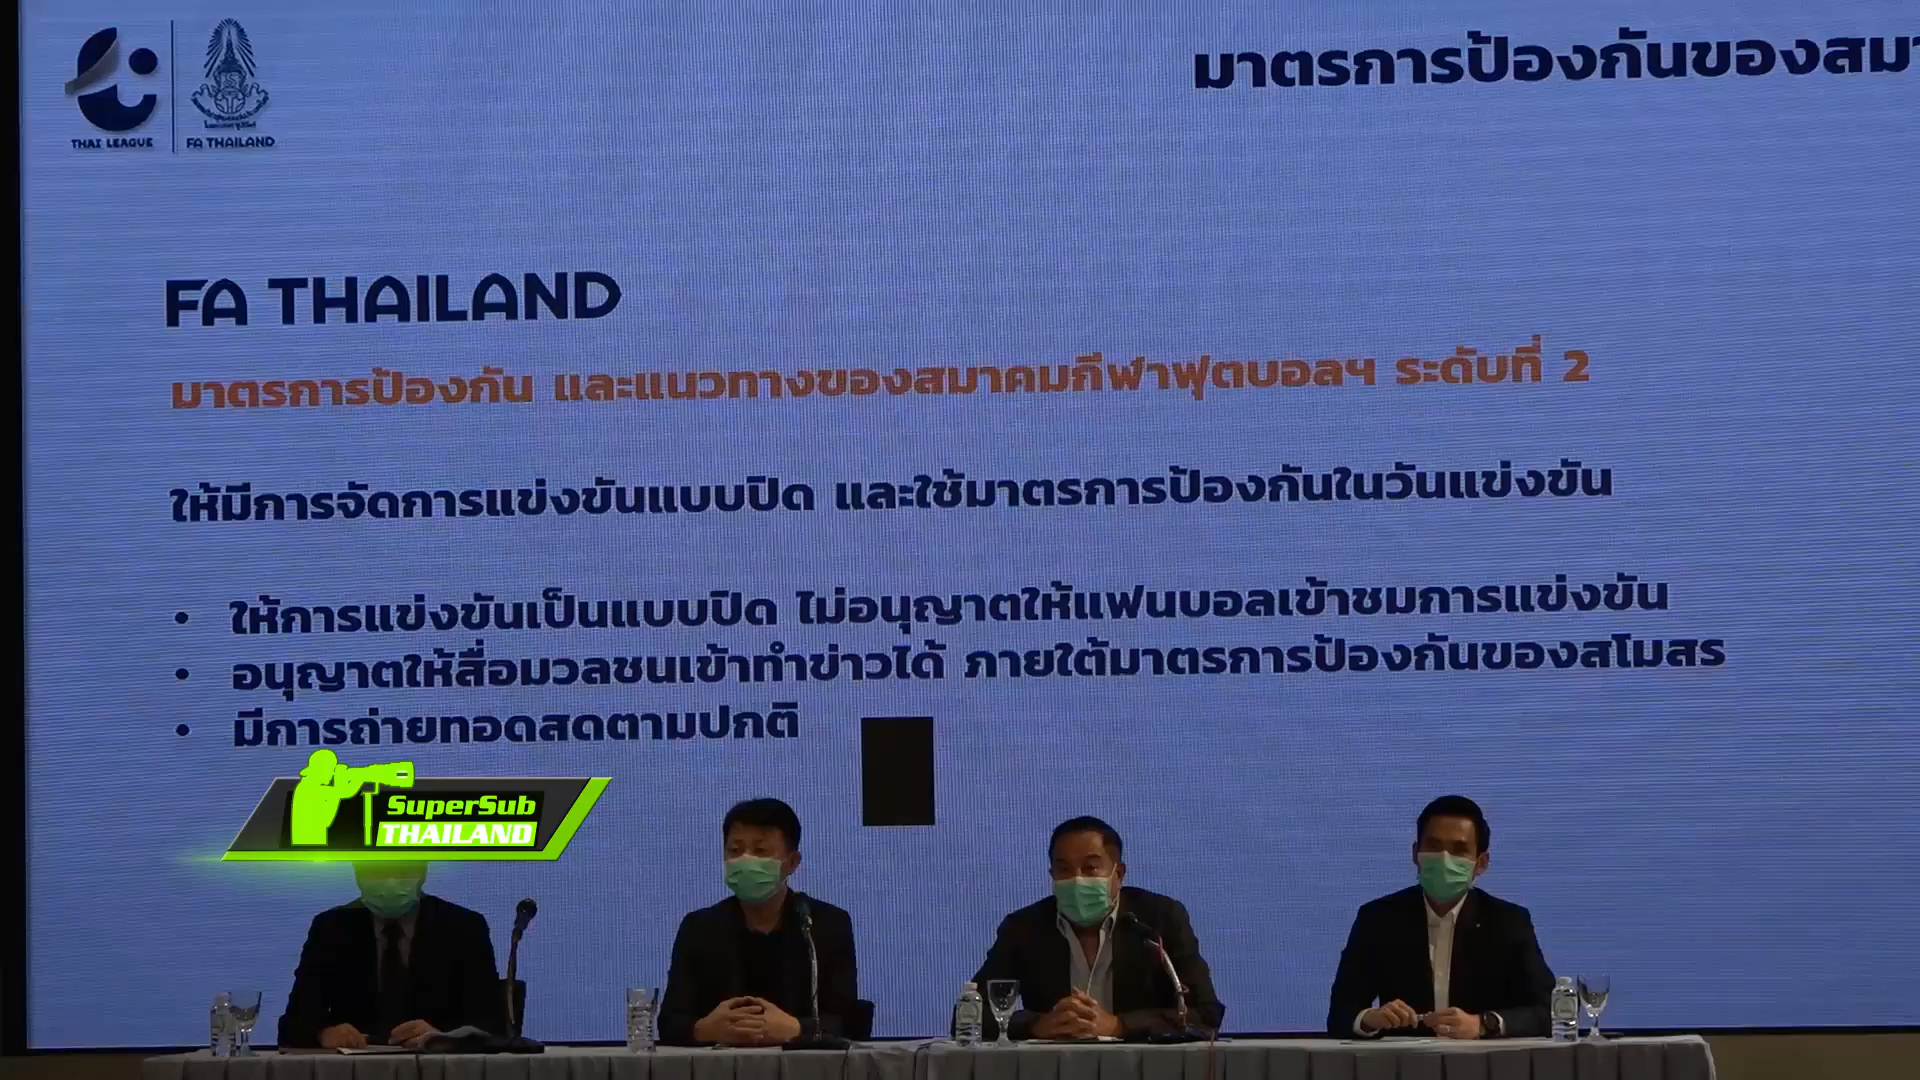 THAI LEAGUE
FA THAILAND
มาตรการป้องกันของสมา
FA THAILAND
มาตรการป้องกัน และแนวทางของสมาคมกีฬาฟุตบอลฯ ระดับที่ 2
ให้มีการจัดการแข่งขันแบบปิด และใช้มาตรการป้องกันในวันแข่งขัน
• ให้การแข่งขันเป็นแบบปิด ไม่อนุญาตให้แฟนบอลเข้าชมการแข่งขัน
• อนุญาตให้สื่อมวลชนเข้าทำข่าวได้ ภายใต้มาตรการป้องกันของสโมสร
• มีการถ่ายทอดสดตามปกติ
SuperSub
THAILAND